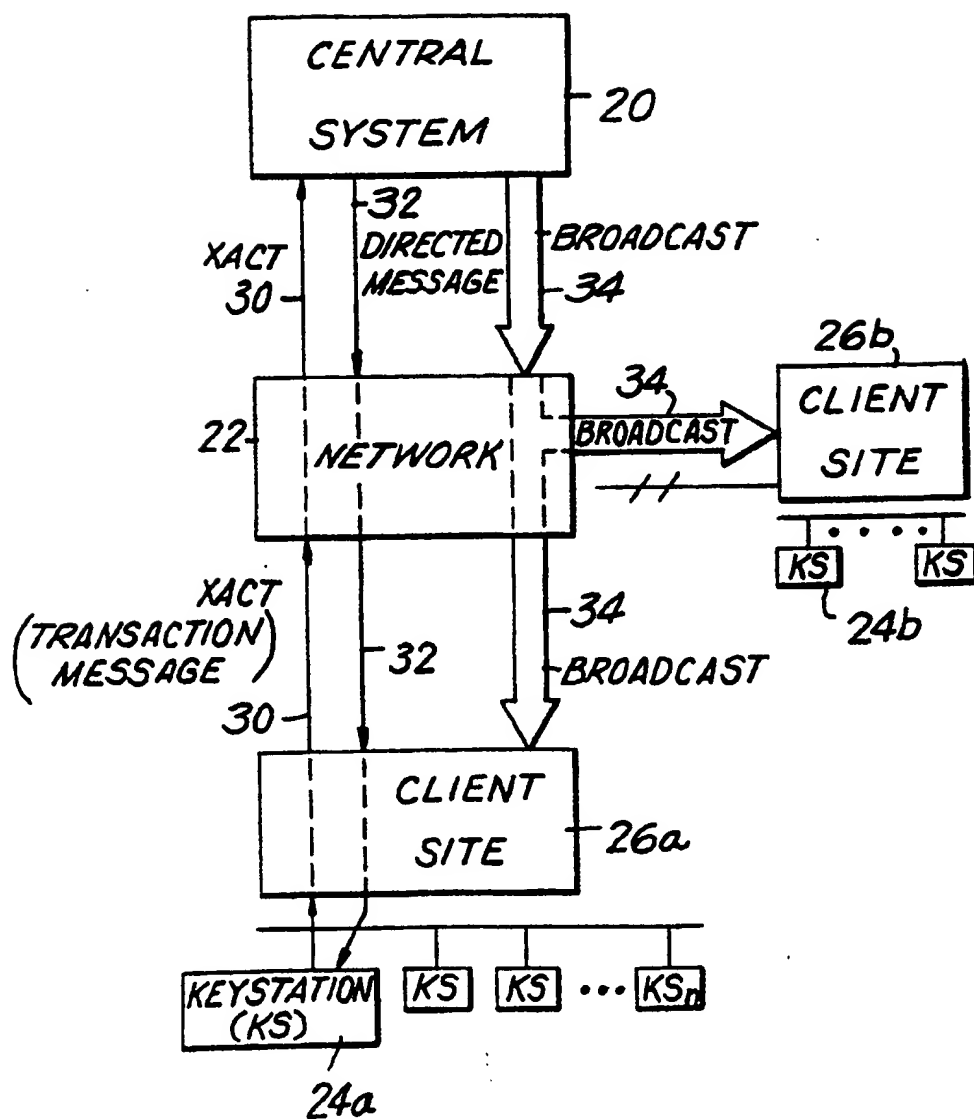 CENTRAL
SYSTEM
20
32
DIRECTED
MESSAGE
BROADCAST
34
XACT
30
26b
CLIENT
SITE
34
BROADCAST
22
NETWORK
KS
KS
24b
XACT
(TRANSACTION
MESSAGE)
30
32
34
BROADCAST
CLIENT
SITE
26a
KEYSTATION
(KS)
KS
KS
KSn
24a